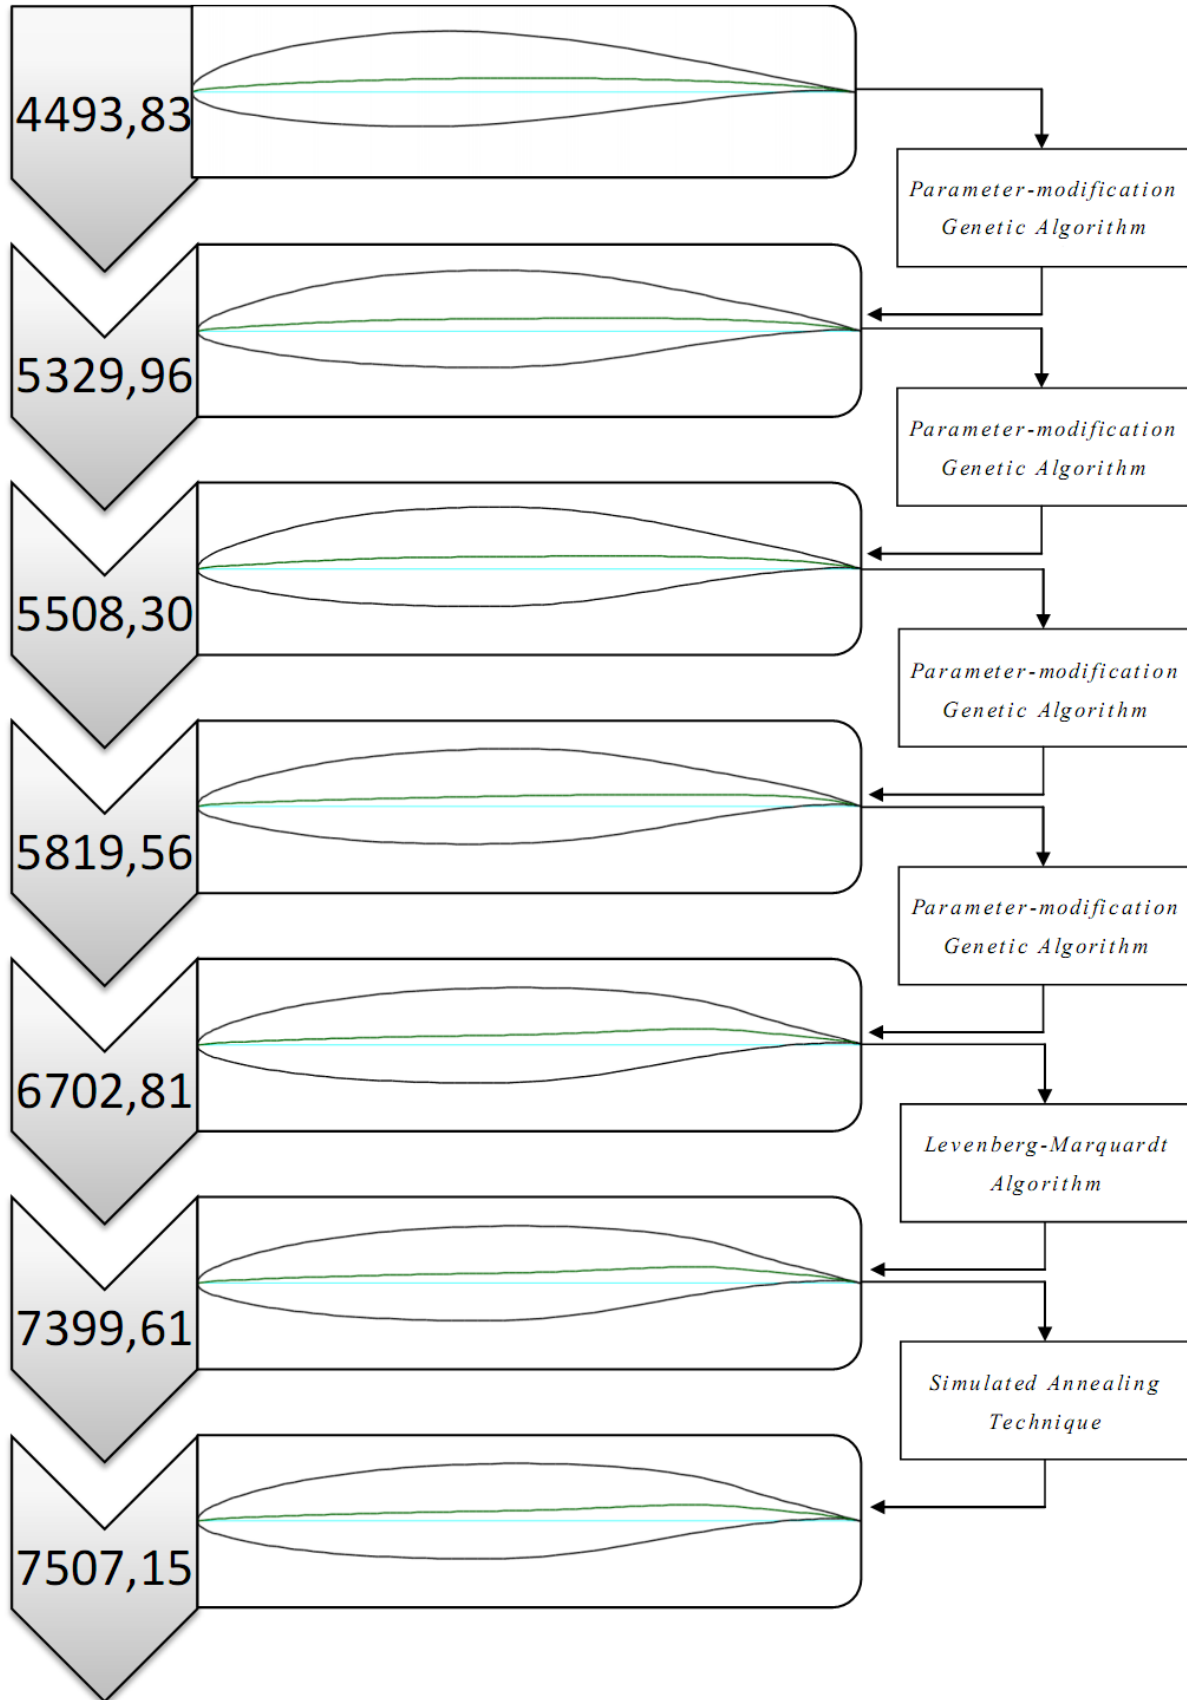 4493,83
Parameter-modification
Genetic Algorithm
5329,96
Parameter-modification
Genetic Algorithm
5508,30
Parameter-modification
Genetic Algorithm
5819,56
Parameter-modification
Genetic Algorithm
6702,81
Levenberg-Marquardt
Algorithm
7399,61
Simulated Annealing
Technique
7507,15